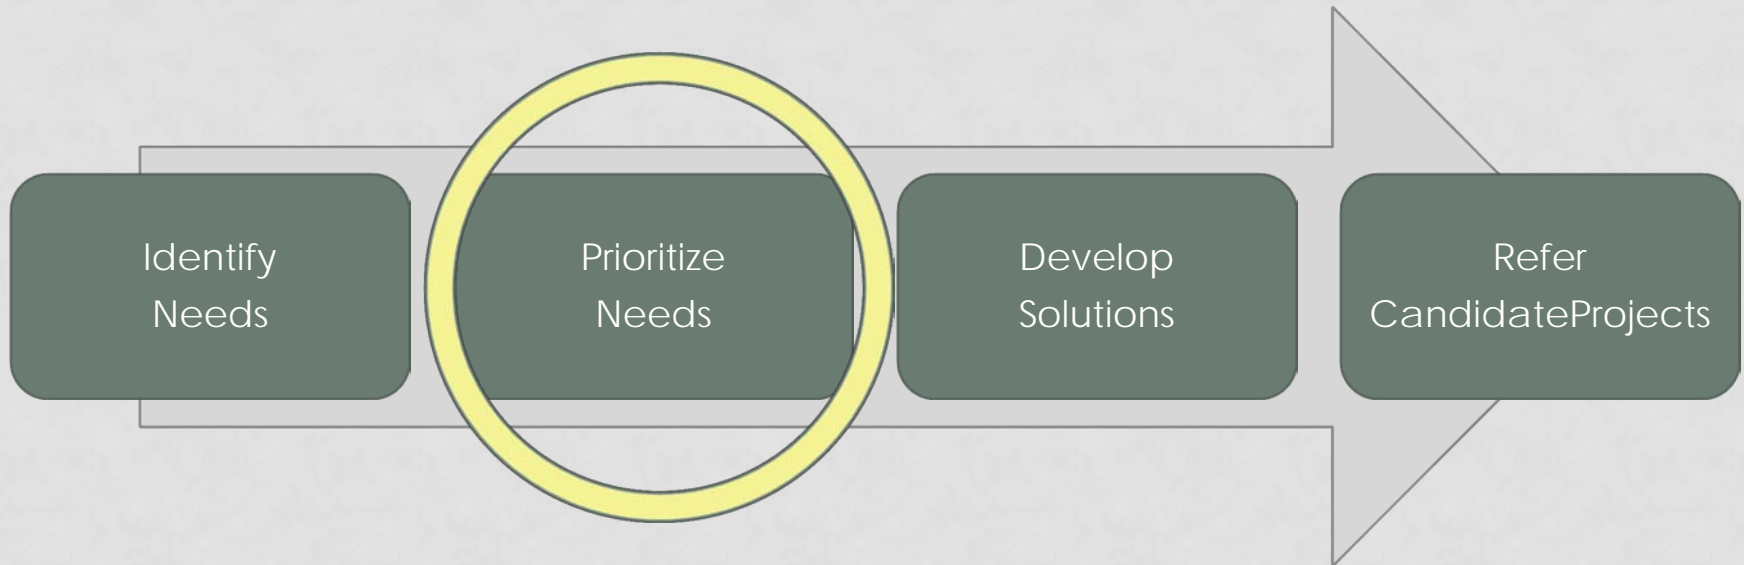 Identify
Needs
Prioritize
Needs
Develop
Solutions
Refer
CandidateProjects